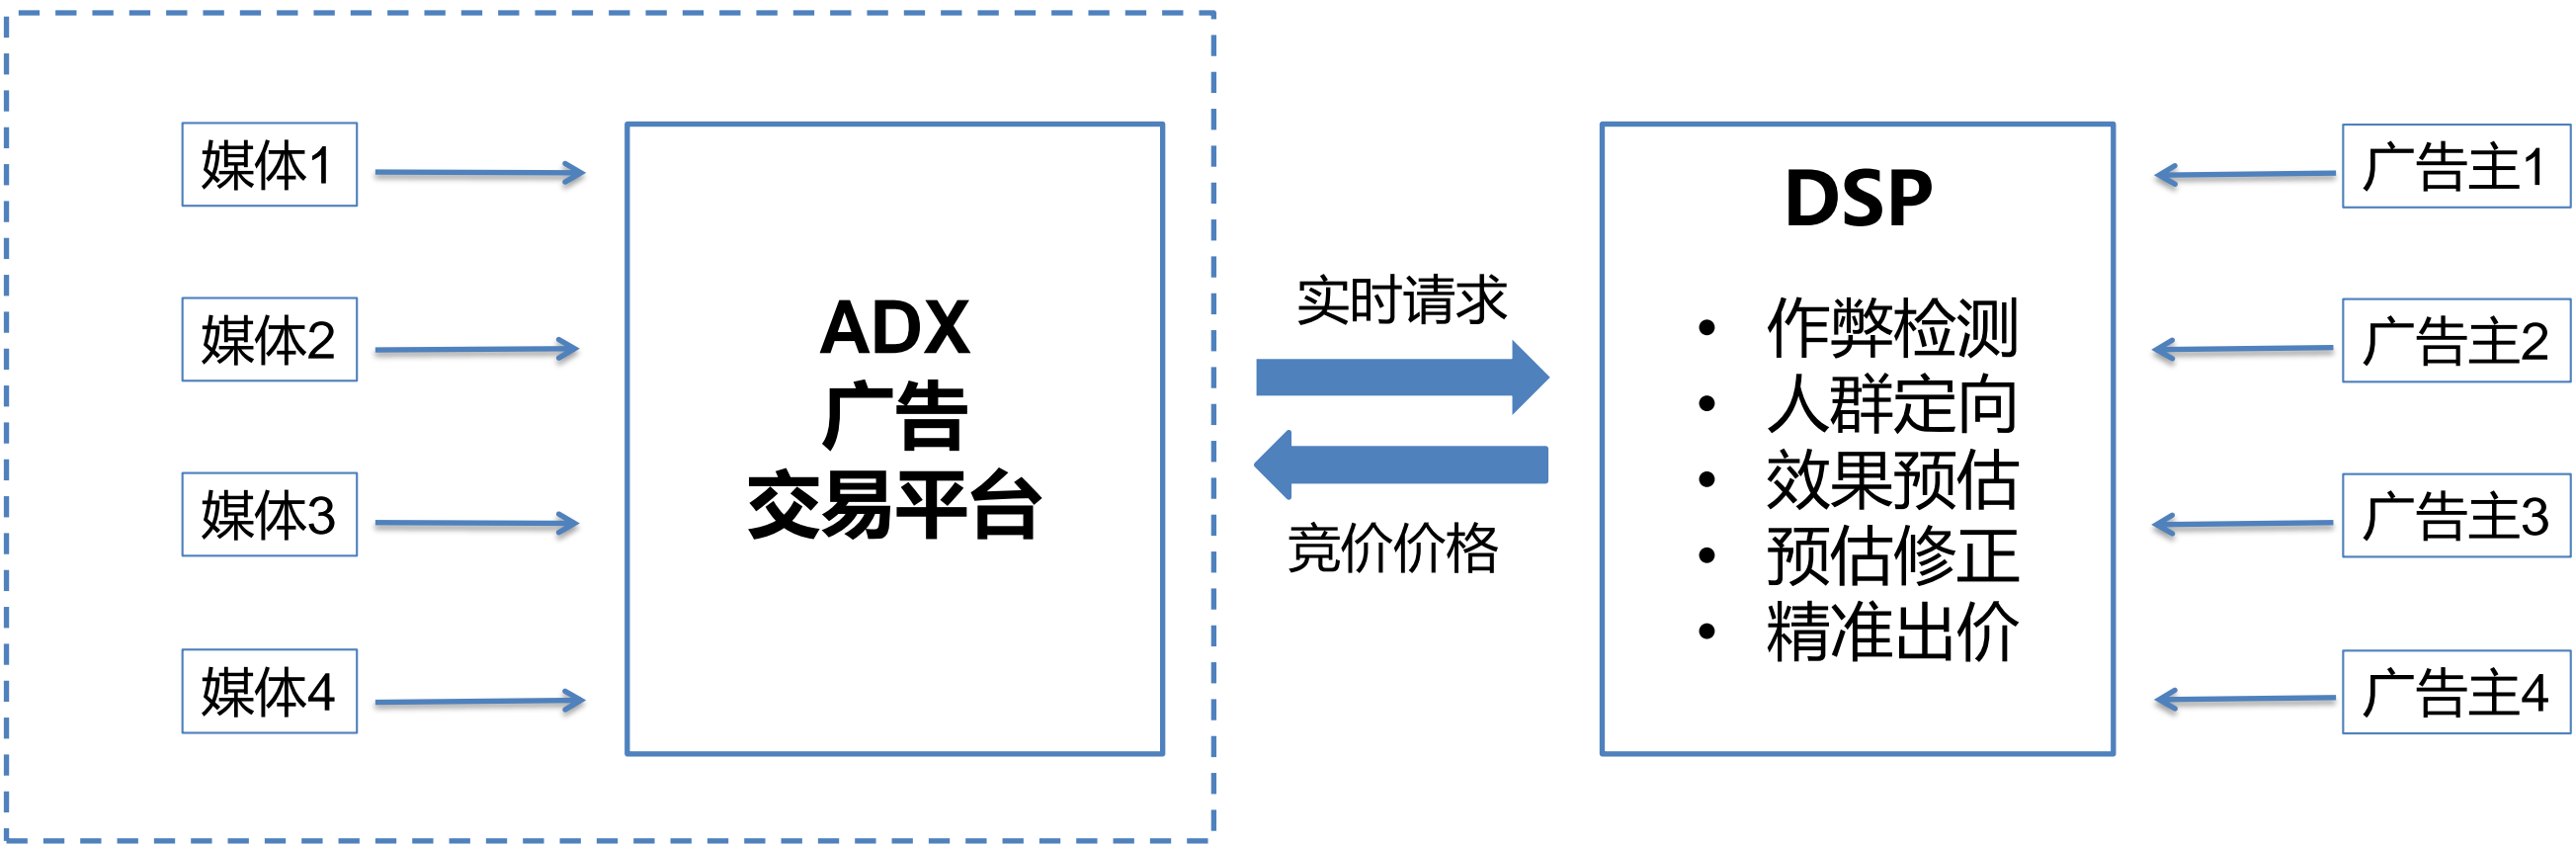 媒体1
媒体2
媒体3
媒体4
ADX
广告
交易平台
实时请求
竞价价格
DSP
• 作弊检测
• 人群定向
• 效果预估
• 预估修正
• 精准出价
广告主1
广告主2
广告主3
广告主4